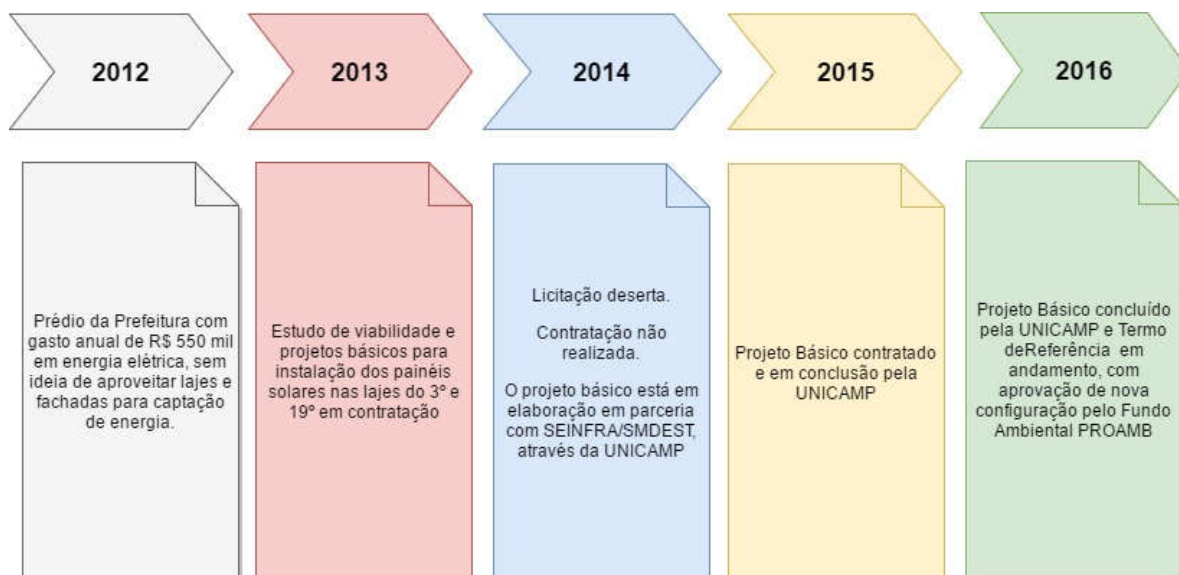 2012
2013
2014
2015
2016
Prédio da Prefeitura com
gasto anual de R$ 550 mil
em energia elétrica, sem
ideia de aproveitar lajes e
fachadas para captação
de energia.
Estudo de viabilidade e
projetos básicos para
instalação dos painéis
solares nas lajes do 3º e
19º em contratação
Licitação deserta.
Contratação não
realizada.
O projeto básico está em
elaboração em parceria
com SEINFRA/SMDEST,
através da UNICAMP
Projeto Básico contratado
e em conclusão pela
UNICAMP
Projeto Básico concluído
pela UNICAMP e Termo
deReferência em
andamento, com
aprovação de nova
configuração pelo Fundo
Ambiental PROAMB